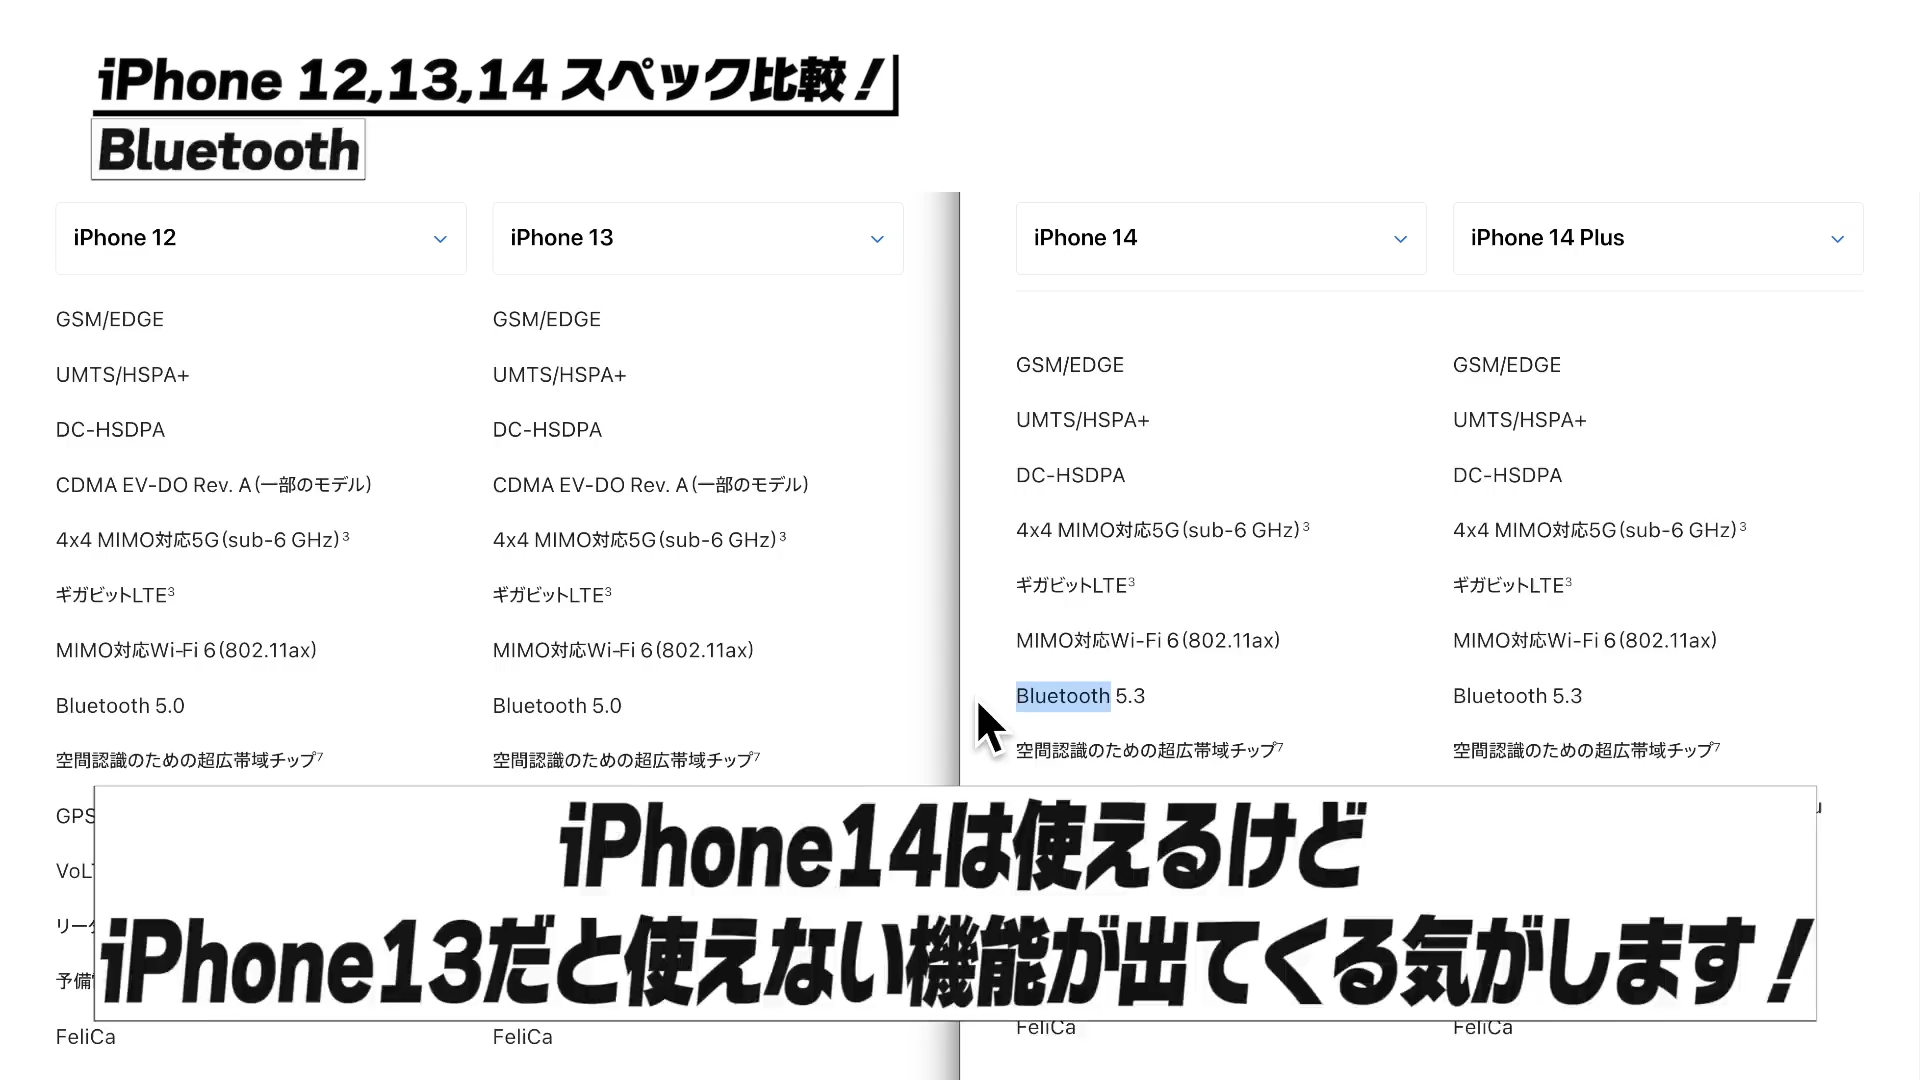 iPhone 12,13,14 スペック比較！
Bluetooth
iPhone 12
GSM/EDGE
UMTS/HSPA+
DC-HSDPA
CDMA EV-DO Rev. A（一部のモデル）
4x4 MIMO対応5G（sub-6 GHz）3
ギガビットLTE3
MIMO対応Wi-Fi 6（802.11ax）
Bluetooth 5.0
空間認識のための超広帯域チップ7
FeliCa
iPhone 13
GSM/EDGE
UMTS/HSPA+
DC-HSDPA
CDMA EV-DO Rev. A（一部のモデル）
4x4 MIMO対応5G（sub-6 GHz）3
ギガビットLTE3
MIMO対応Wi-Fi 6（802.11ax）
Bluetooth 5.0
空間認識のための超広帯域チップ7
FeliCa
iPhone 14
GSM/EDGE
UMTS/HSPA+
DC-HSDPA
4x4 MIMO対応5G（sub-6 GHz）3
ギガビットLTE3
MIMO対応Wi-Fi 6（802.11ax）
Bluetooth 5.3
空間認識のための超広帯域チップ7
FeliCa
iPhone 14 Plus
GSM/EDGE
UMTS/HSPA+
DC-HSDPA
4x4 MIMO対応5G（sub-6 GHz）3
ギガビットLTE3
MIMO対応Wi-Fi 6（802.11ax）
Bluetooth 5.3
空間認識のための超広帯域チップ7
FeliCa
iPhone14は使えるけど
iPhone13だと使えない機能が出てくる気がします！